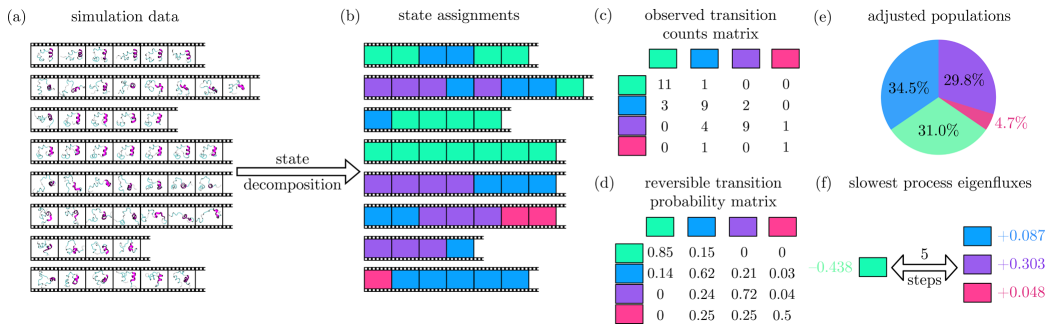 (a) simulation data
(b) state assignments
(c) observed transition
counts matrix
(e) adjusted populations
11 1 0 0
3 9 2 0
0 4 9 1
0 1 0 1
34.5%
29.8%
31.0%
4.7%
state
decomposition
(d) reversible transition
probability matrix
0.85 0.15 0 0
0.14 0.62 0.21 0.03
0 0.24 0.72 0.04
0 0.25 0.25 0.5
(f) slowest process eigenfluxes
−0.438
5
steps
+0.087
+0.303
+0.048